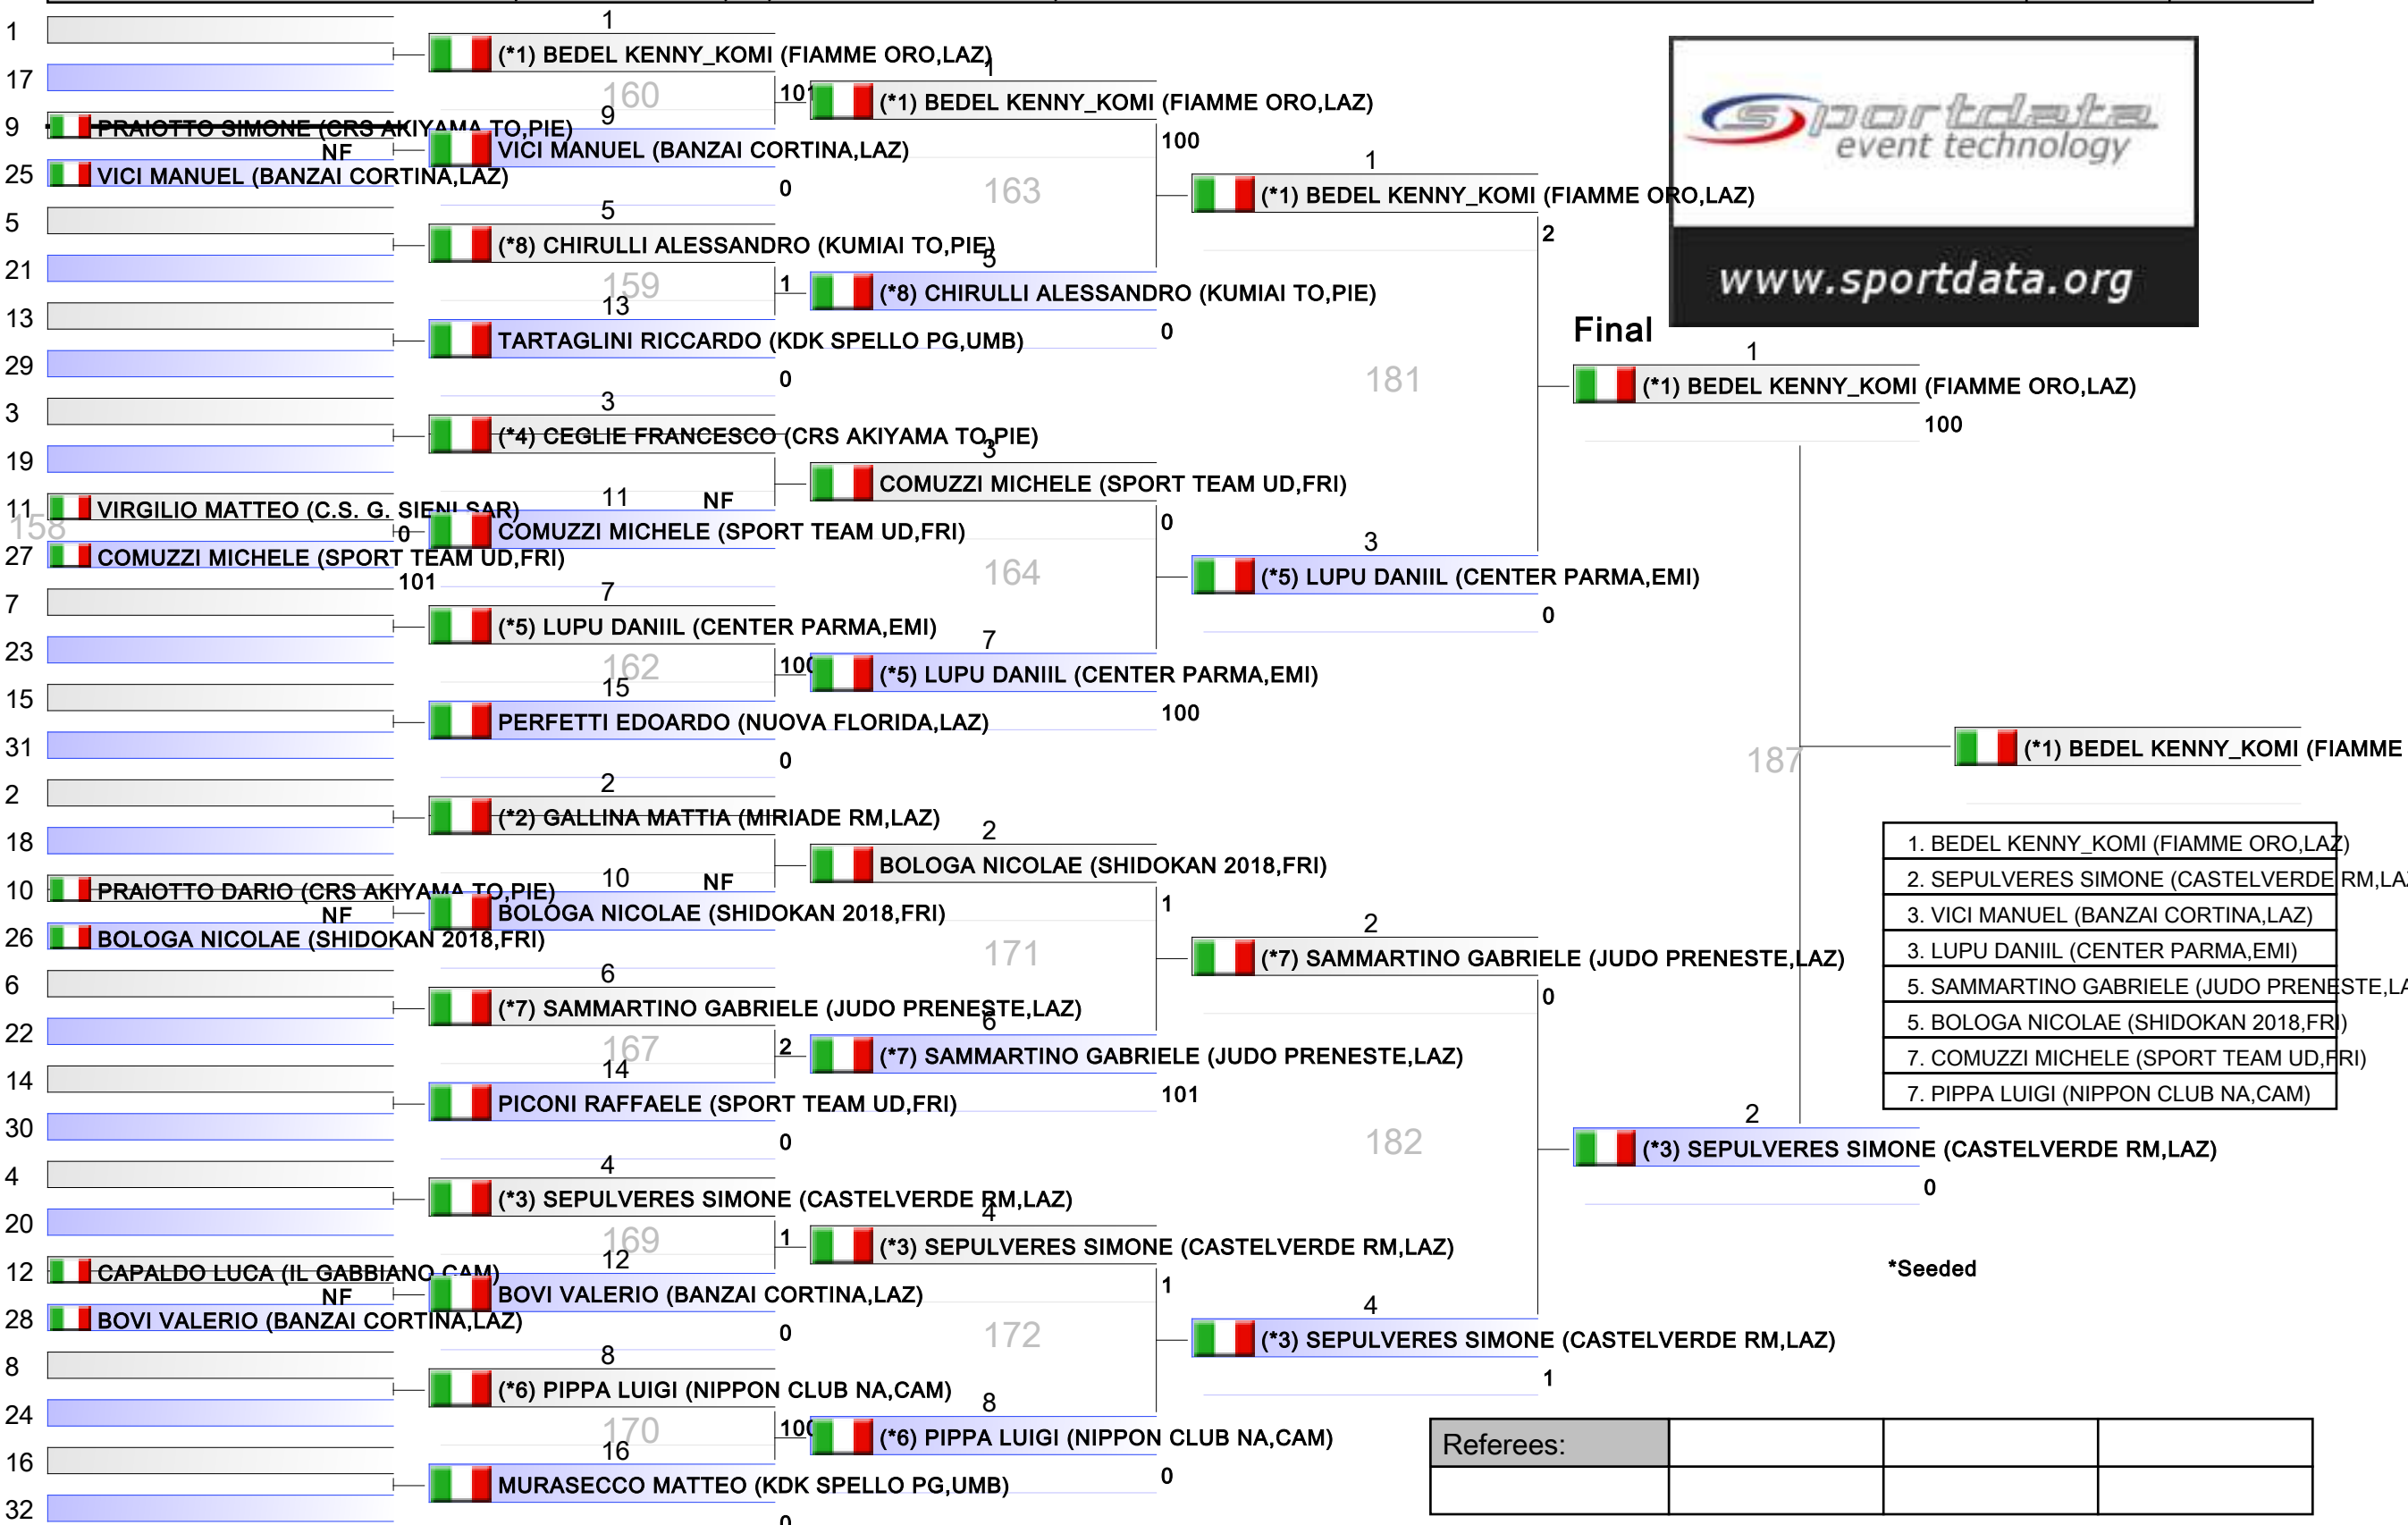 1
17
9 PRAIOTTO SIMONE (CRS AKIYAMA TO,PIE)
NF
25 VICI MANUEL (BANZAI CORTINA,LAZ)
5
21
13
29
3
19
11 VIRGILIO MATTEO (C.S. G. SIENI,SAR)
158
0
27 COMUZZI MICHELE (SPORT TEAM UD,FRI)
101
7
23
15
31
2
18
10 PRAIOTTO DARIO (CRS AKIYAMA TO,PIE)
NF
26 BOLOGA NICOLAE (SHIDOKAN 2018,FRI)
6
22
14
30
4
20
12 CAPALDO LUCA (IL GABBIANO,CAM)
NF
28 BOVI VALERIO (BANZAI CORTINA,LAZ)
8
24
16
32
1
(*1) BEDEL KENNY_KOMI (FIAMME ORO,LAZ)
160
101
9
VICI MANUEL (BANZAI CORTINA,LAZ)
0
5
(*8) CHIRULLI ALESSANDRO (KUMIAI TO,PIE)
159
1
13
TARTAGLINI RICCARDO (KDK SPELLO PG,UMB)
0
3
(*4) CEGLIE FRANCESCO (CRS AKIYAMA TO,PIE)
11
NF
COMUZZI MICHELE (SPORT TEAM UD,FRI)
7
(*5) LUPU DANIIL (CENTER PARMA,EMI)
162
100
15
PERFETTI EDOARDO (NUOVA FLORIDA,LAZ)
0
2
(*2) GALLINA MATTIA (MIRIADE RM,LAZ)
10
NF
BOLOGA NICOLAE (SHIDOKAN 2018,FRI)
6
(*7) SAMMARTINO GABRIELE (JUDO PRENESTE,LAZ)
167
2
14
PICONI RAFFAELE (SPORT TEAM UD,FRI)
0
4
(*3) SEPULVERES SIMONE (CASTELVERDE RM,LAZ)
169
1
12
BOVI VALERIO (BANZAI CORTINA,LAZ)
0
8
(*6) PIPPA LUIGI (NIPPON CLUB NA,CAM)
170
100
16
MURASECCO MATTEO (KDK SPELLO PG,UMB)
0
1
(*1) BEDEL KENNY_KOMI (FIAMME ORO,LAZ)
100
163
5
(*8) CHIRULLI ALESSANDRO (KUMIAI TO,PIE)
0
3
COMUZZI MICHELE (SPORT TEAM UD,FRI)
0
164
7
(*5) LUPU DANIIL (CENTER PARMA,EMI)
100
2
BOLOGA NICOLAE (SHIDOKAN 2018,FRI)
1
171
6
(*7) SAMMARTINO GABRIELE (JUDO PRENESTE,LAZ)
101
4
(*3) SEPULVERES SIMONE (CASTELVERDE RM,LAZ)
1
172
8
(*6) PIPPA LUIGI (NIPPON CLUB NA,CAM)
0
1
(*1) BEDEL KENNY_KOMI (FIAMME ORO,LAZ)
2
181
3
(*5) LUPU DANIIL (CENTER PARMA,EMI)
0
2
(*7) SAMMARTINO GABRIELE (JUDO PRENESTE,LAZ)
0
182
4
(*3) SEPULVERES SIMONE (CASTELVERDE RM,LAZ)
1
sportdata
event technology
www.sportdata.org
Final
1
(*1) BEDEL KENNY_KOMI (FIAMME ORO,LAZ)
100
187
2
(*3) SEPULVERES SIMONE (CASTELVERDE RM,LAZ)
0
(*1) BEDEL KENNY_KOMI (FIAMME
1. BEDEL KENNY_KOMI (FIAMME ORO,LAZ)
2. SEPULVERES SIMONE (CASTELVERDE RM,LAZ
3. VICI MANUEL (BANZAI CORTINA,LAZ)
3. LUPU DANIIL (CENTER PARMA,EMI)
5. SAMMARTINO GABRIELE (JUDO PRENESTE,LA
5. BOLOGA NICOLAE (SHIDOKAN 2018,FRI)
7. COMUZZI MICHELE (SPORT TEAM UD,FRI)
7. PIPPA LUIGI (NIPPON CLUB NA,CAM)
*Seeded
Referees: